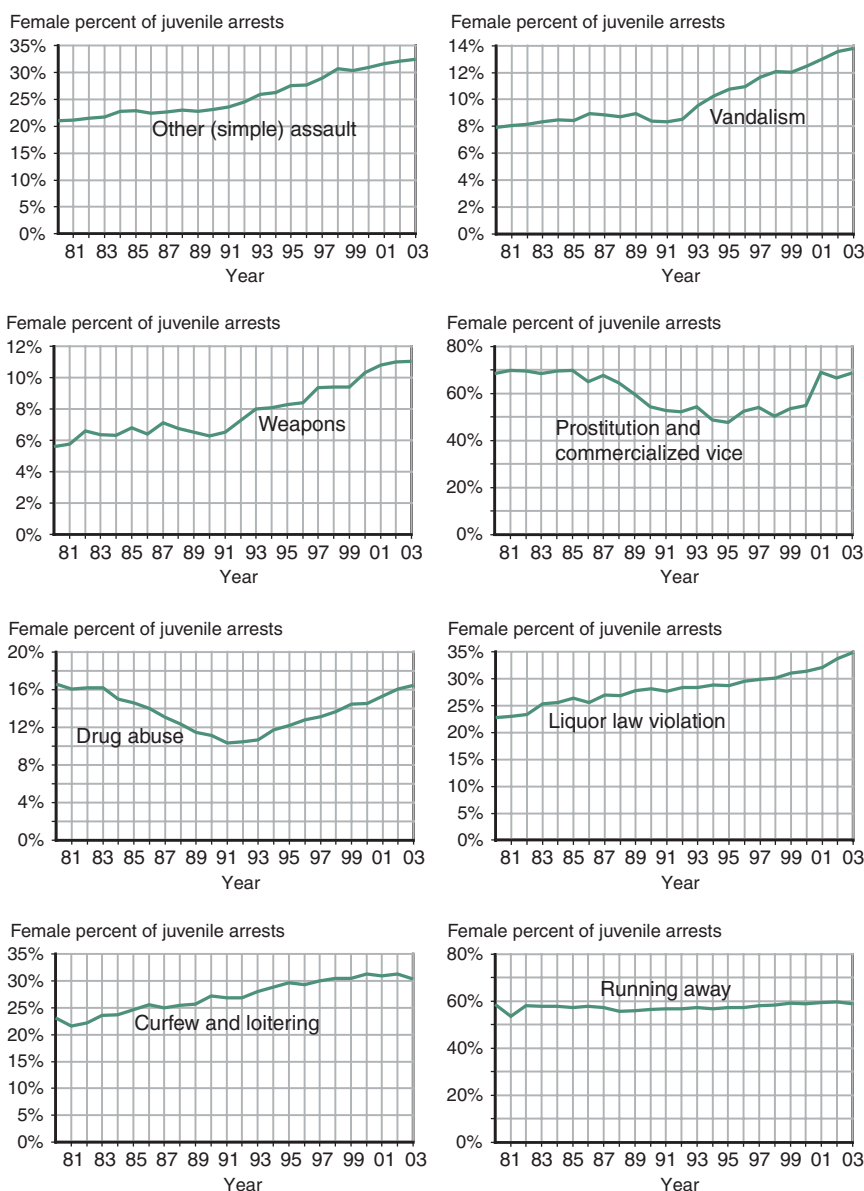 Female percent of juvenile arrests
35%
30%
25%
20%
15%
10%
5%
0%
Other (simple) assault
81 83 85 87 89 91 93 95 97 99 01 03
Year
Female percent of juvenile arrests
14%
12%
10%
8%
6%
4%
2%
0%
Vandalism
81 83 85 87 89 91 93 95 97 99 01 03
Year
Female percent of juvenile arrests
12%
10%
8%
6%
4%
2%
0%
Weapons
81 83 85 87 89 91 93 95 97 99 01 03
Year
Female percent of juvenile arrests
80%
60%
40%
20%
0%
Prostitution and
commercialized vice
81 83 85 87 89 91 93 95 97 99 01 03
Year
Female percent of juvenile arrests
20%
16%
12%
8%
4%
0%
Drug abuse
81 83 85 87 89 91 93 95 97 99 01 03
Year
Female percent of juvenile arrests
35%
30%
25%
20%
15%
10%
5%
0%
Liquor law violation
81 83 85 87 89 91 93 95 97 99 01 03
Year
Female percent of juvenile arrests
35%
30%
25%
20%
15%
10%
5%
0%
Curfew and loitering
81 83 85 87 89 91 93 95 97 99 01 03
Year
Female percent of juvenile arrests
80%
60%
40%
20%
0%
Running away
81 83 85 87 89 91 93 95 97 99 01 03
Year